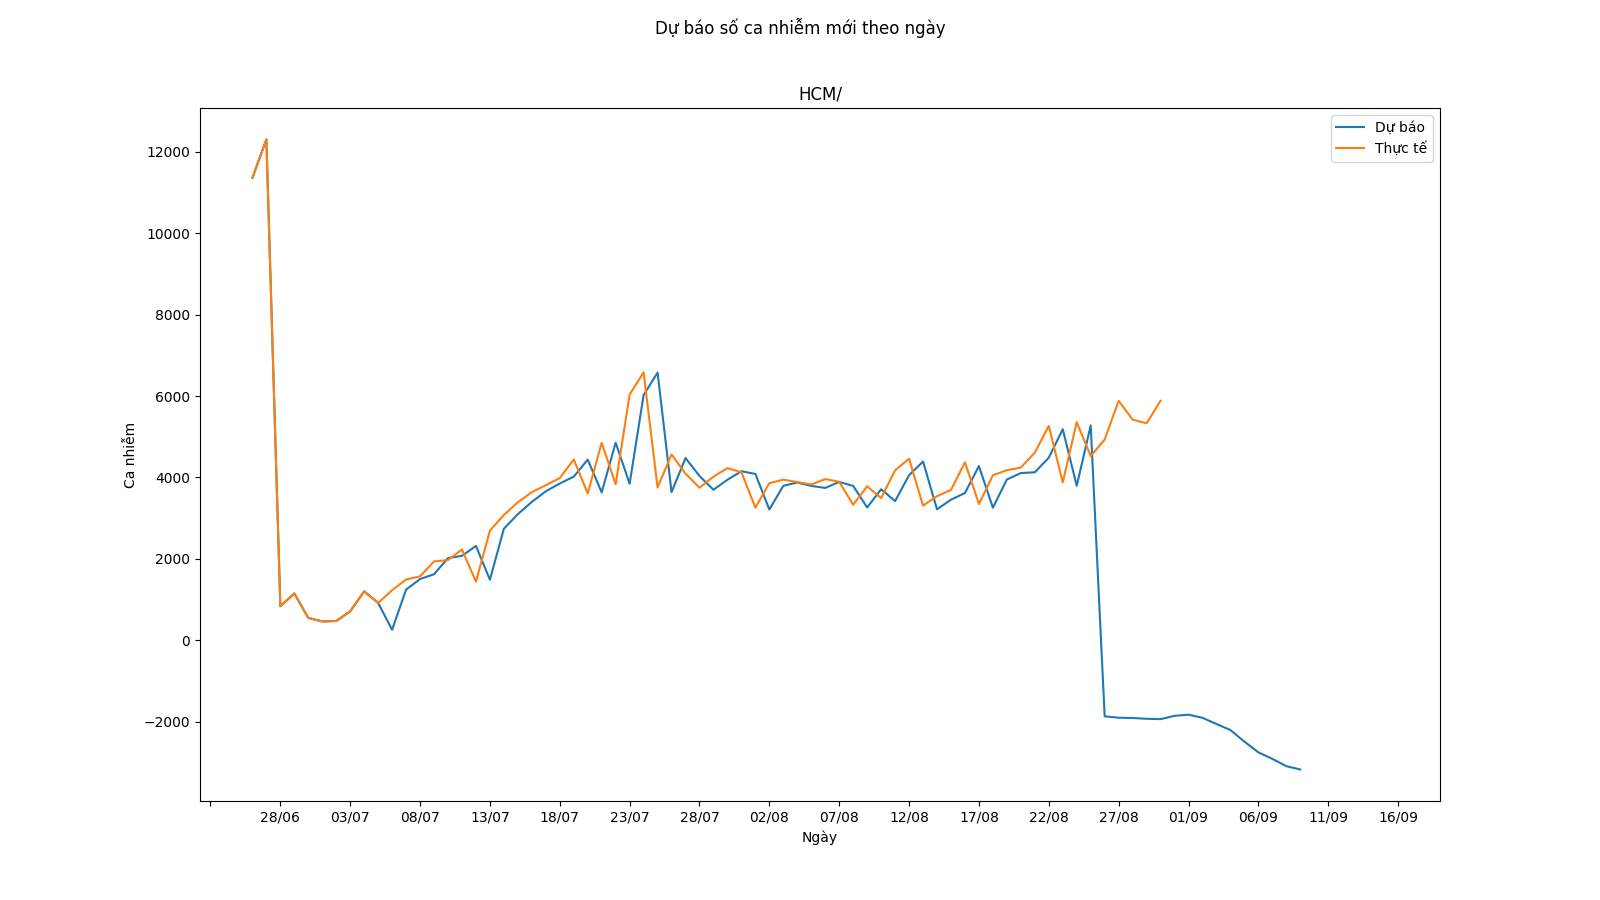 Dự báo số ca nhiễm mới theo ngày
HCM/
Dự báo
Thực tế
12000
10000
8000
6000
4000
2000
0
−2000
Ca nhiễm
28/06 03/07 08/07 13/07 18/07 23/07 28/07 02/08 07/08 12/08 17/08 22/08 27/08 01/09 06/09 11/09 16/09
Ngày